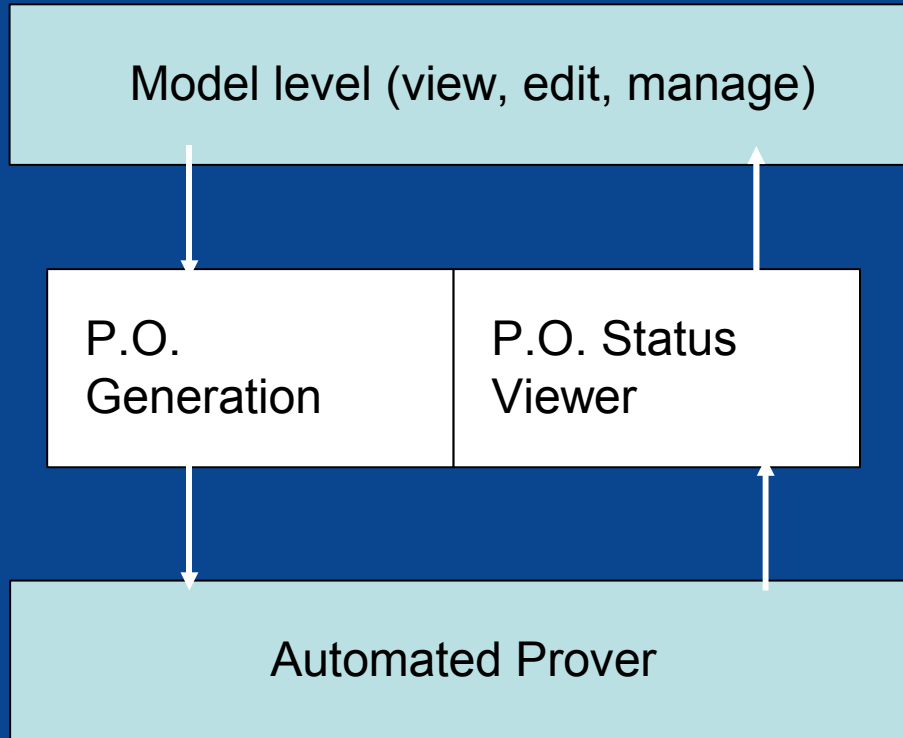 Model level (view, edit, manage)
P.O.
Generation
P.O. Status
Viewer
Automated Prover